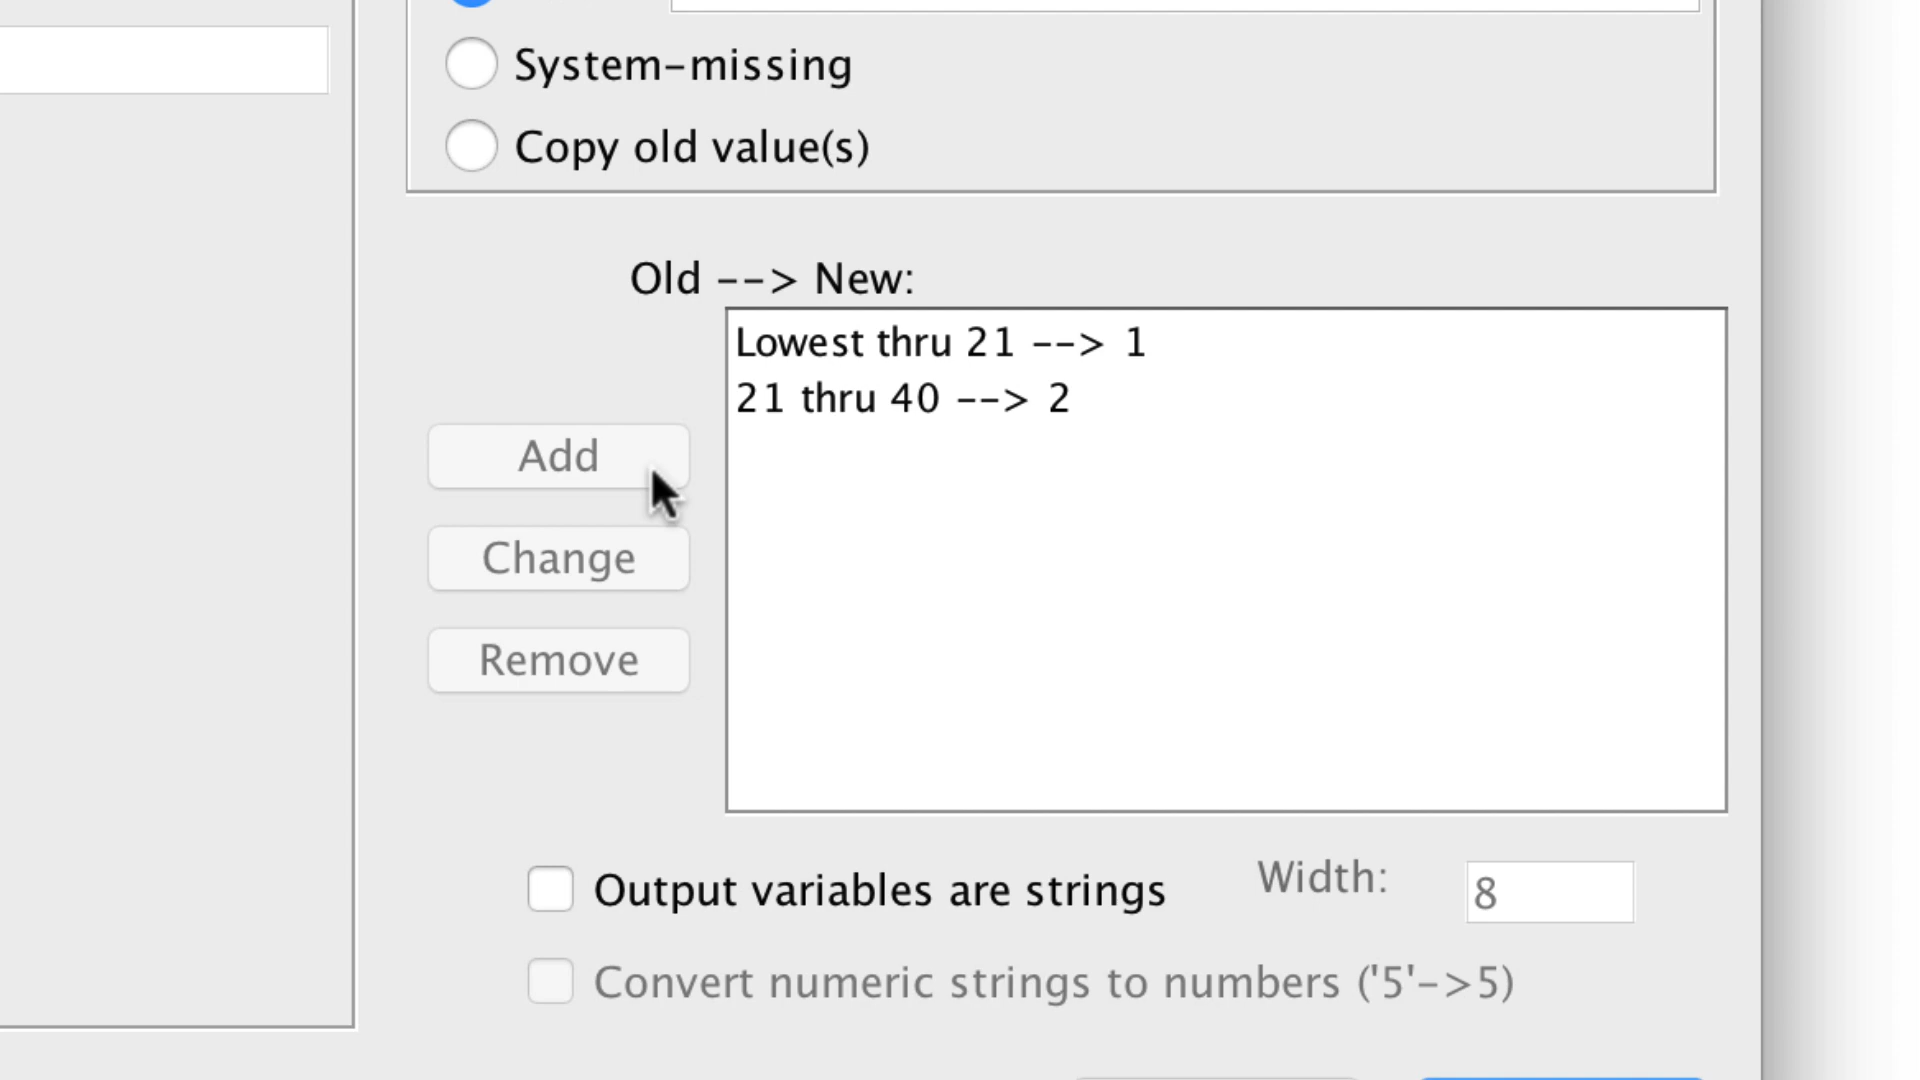 System-missing
Copy old value(s)
Old --> New:
Lowest thru 21 --> 1
21 thru 40 --> 2
Add
Change
Remove
Output variables are strings Width: 8
Convert numeric strings to numbers ('5'->5)